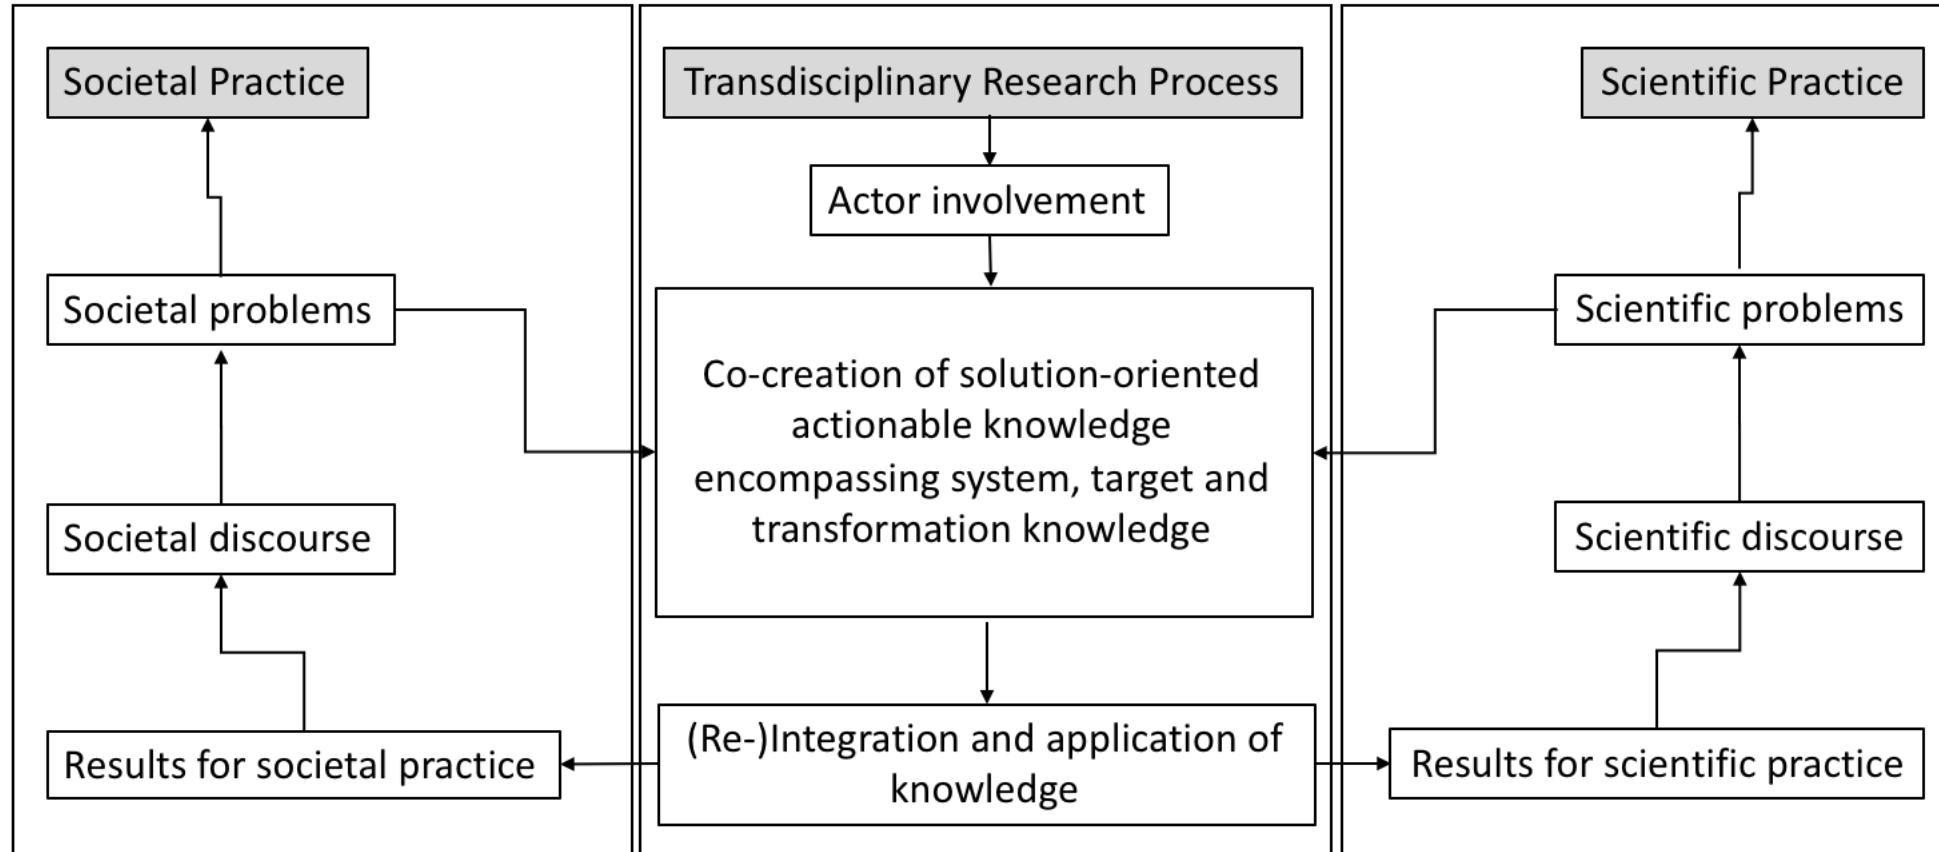 Societal Practice
Transdisciplinary Research Process
Scientific Practice
Actor involvement
Societal problems
Scientific problems
Co-creation of solution-oriented
actionable knowledge
encompassing system, target and
transformation knowledge
Societal discourse
Scientific discourse
Results for societal practice
(Re-)Integration and application of
knowledge
Results for scientific practice